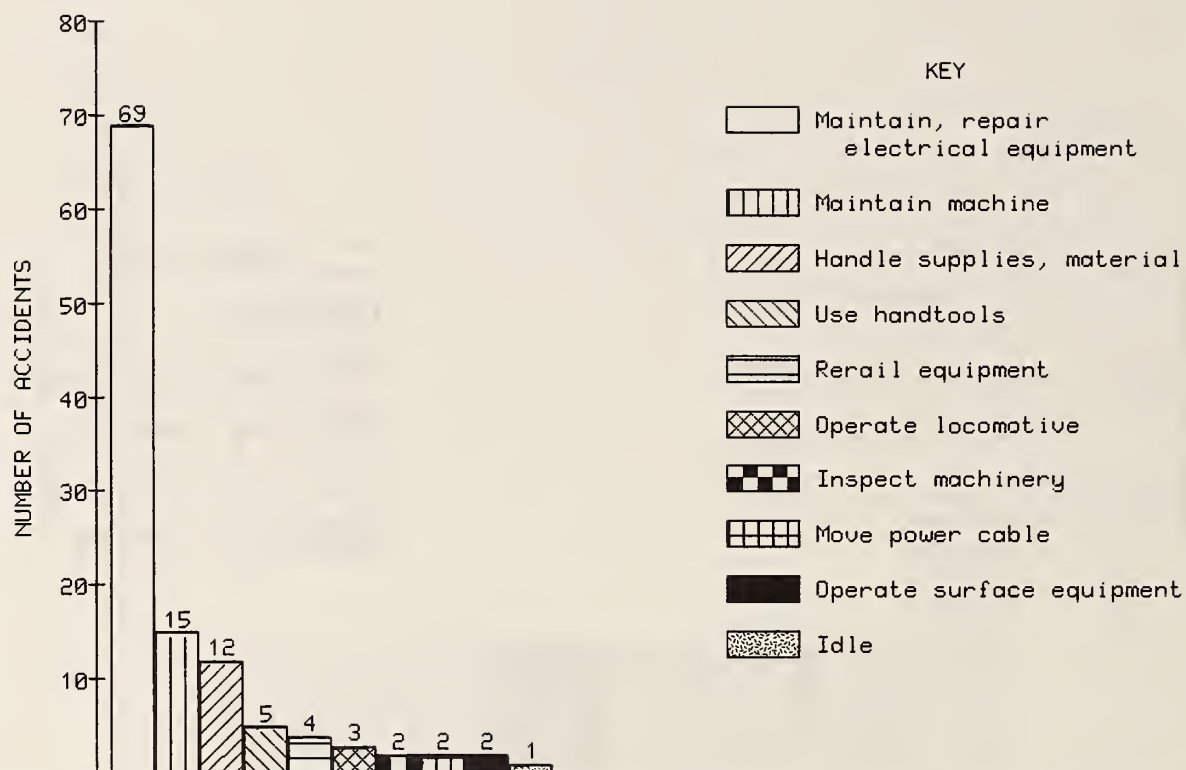 80
70
60
50
40
30
20
10
NUMBER OF ACCIDENTS
69
15
12
5
4
3
2
2
2
1
KEY
Maintain, repair
electrical equipment
Maintain machine
Handle supplies, material
Use handtools
Rerail equipment
Operate locomotive
Inspect machinery
Move power cable
Operate surface equipment
Idle